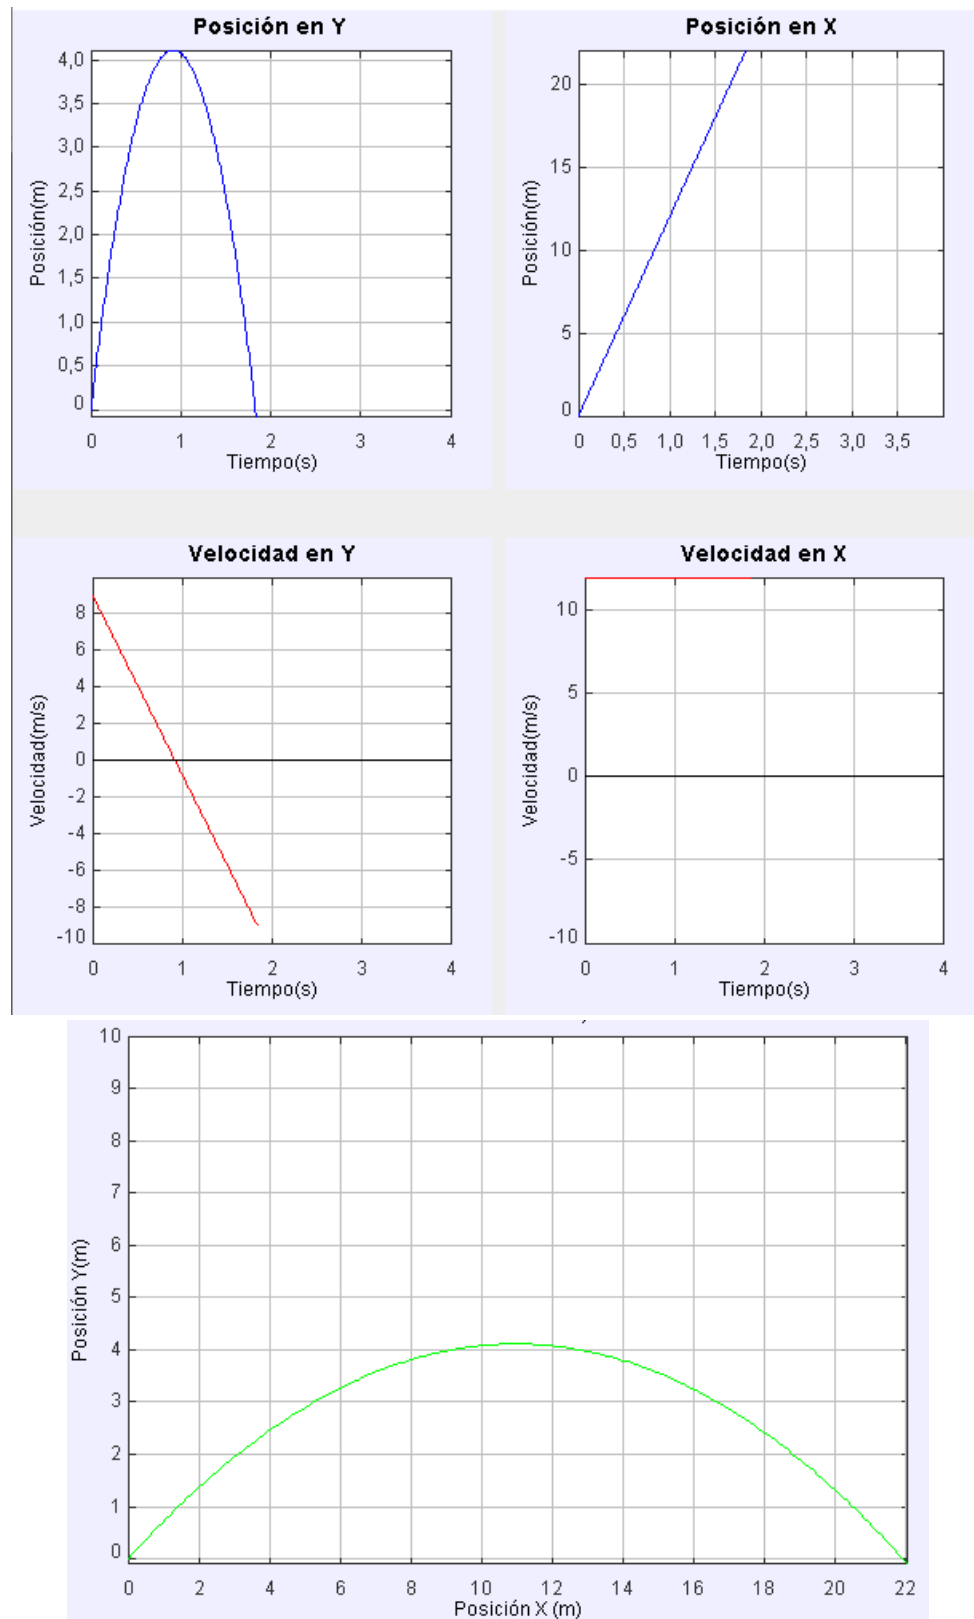 Posición en Y
Posición(m)
4,0
3,5
3,0
2,5
2,0
1,5
1,0
0,5
0
0 1 2 3 4
Tiempo(s)
Posición en X
Posición(m)
20
15
10
5
0
0 0,5 1,0 1,5 2,0 2,5 3,0 3,5
Tiempo(s)
Velocidad en Y
Velocidad(m/s)
8
6
4
2
0
-2
-4
-6
-8
-10
0 1 2 3 4
Tiempo(s)
Velocidad en X
Velocidad(m/s)
10
5
0
-5
-10
0 1 2 3 4
Tiempo(s)
Posición Y(m)
10
9
8
7
6
5
4
3
2
1
0
0 2 4 6 8 10 12 14 16 18 20 22
Posición X (m)